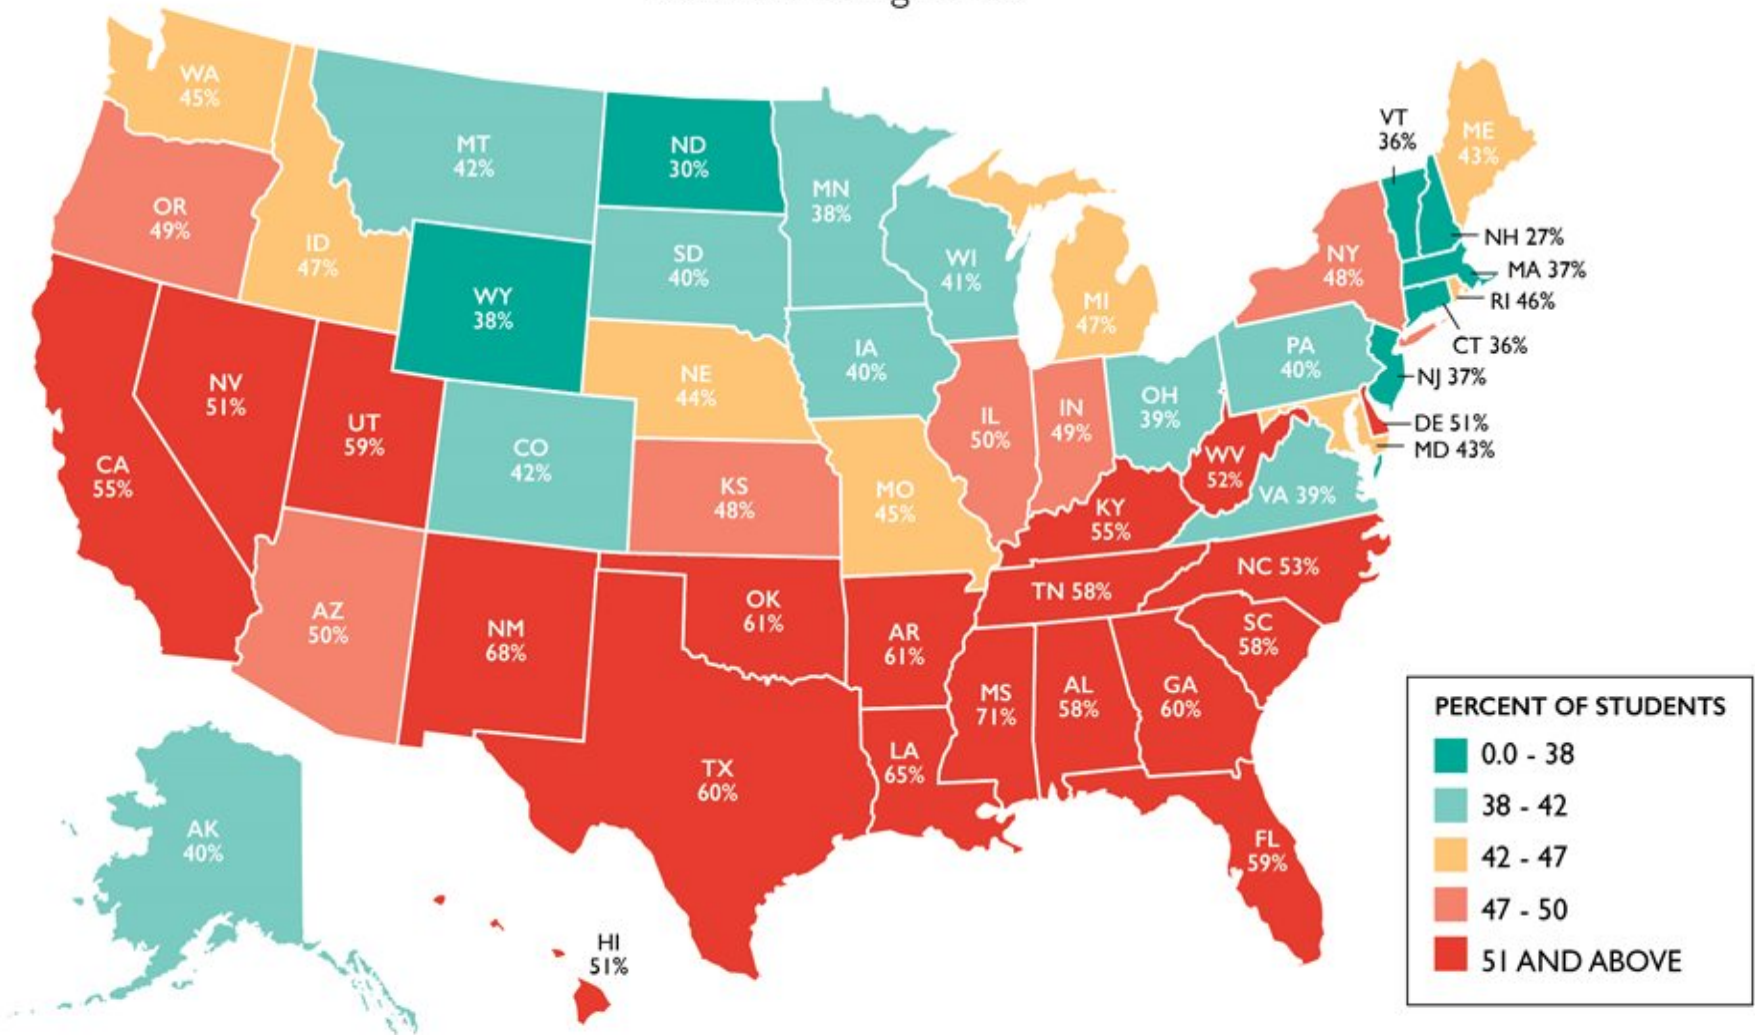 WA
45%
MT
42%
ND
30%
MN
38%
VT
36%
ME
43%
OR
49%
ID
47%
SD
40%
WI
41%
NY
48%
NH 27%
MA 37%
RI 46%
WY
38%
MI
47%
CT 36%
NV
51%
UT
59%
NE
44%
IA
40%
PA
40%
NJ 37%
IL
50%
IN
49%
OH
39%
DE 51%
MD 43%
CA
55%
CO
42%
KS
48%
MO
45%
WV
52%
VA 39%
KY
55%
NC 53%
TN 58%
AZ
50%
NM
68%
OK
61%
AR
61%
SC
58%
MS
71%
AL
58%
GA
60%
TX
60%
LA
65%
FL
59%
AK
40%
HI
51%
PERCENT OF STUDENTS
0.0 - 38
38 - 42
42 - 47
47 - 50
51 AND ABOVE